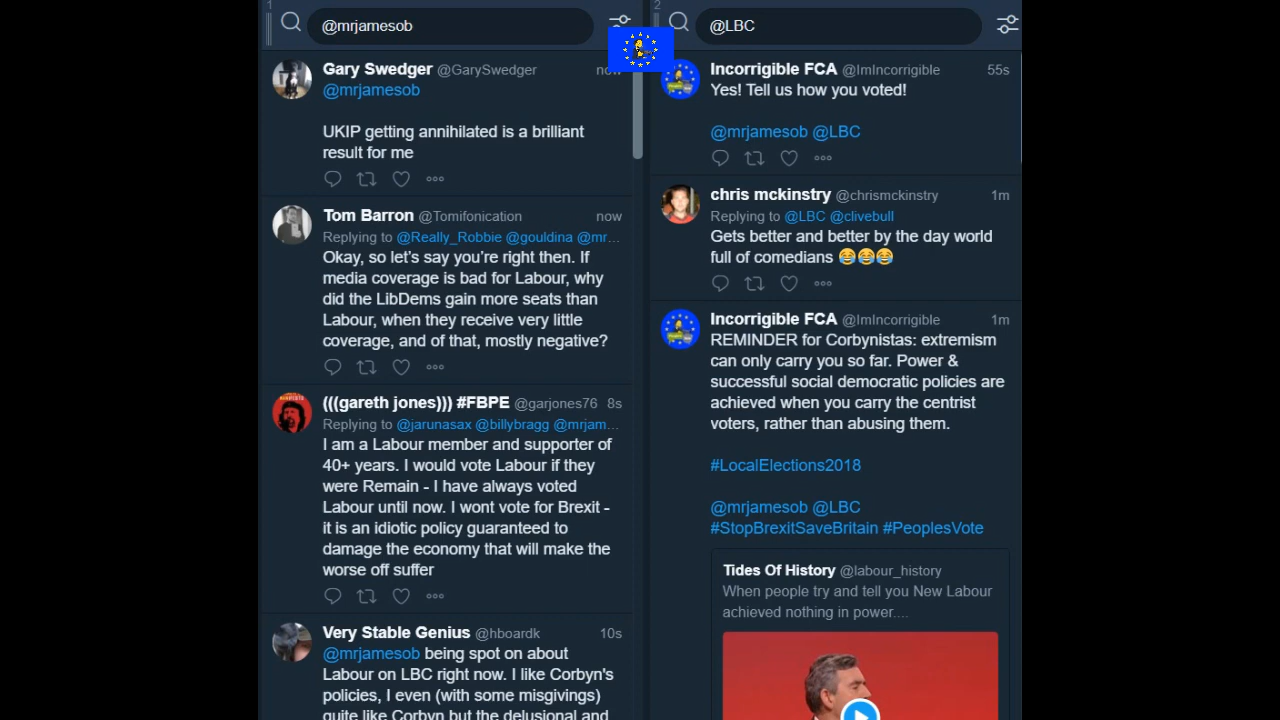 1
@mrjamesob
Gary Swedger @GarySwedger now
@mrjamesob
UKIP getting annihilated is a brilliant
result for me
Tom Barron @Tomifonication now
Replying to @Really_Robbie @gouldina @mr…
Okay, so let’s say you’re right then. If
media coverage is bad for Labour, why
did the LibDems gain more seats than
Labour, when they receive very little
coverage, and of that, mostly negative?
(((gareth jones))) #FBPE @garjones76 8s
Replying to @jarunasax @billybragg @mrjam…
I am a Labour member and supporter of
40+ years. I would vote Labour if they
were Remain - I have always voted
Labour until now. I wont vote for Brexit -
it is an idiotic policy guaranteed to
damage the economy that will make the
worse off suffer
Very Stable Genius @hboardk 10s
@mrjamesob being spot on about
Labour on LBC right now. I like Corbyn's
policies, I even (with some misgivings)
quite like Corbyn but the delusional and
2
@LBC
Incorrigible FCA @ImIncorrigible 55s
Yes! Tell us how you voted!
@mrjamesob @LBC
chris mckinstry @chrismckinstry 1m
Replying to @LBC @clivebull
Gets better and better by the day world
full of comedians 😂😂😂
Incorrigible FCA @ImIncorrigible 1m
REMINDER for Corbynistas: extremism
can only carry you so far. Power &
successful social democratic policies are
achieved when you carry the centrist
voters, rather than abusing them.
#LocalElections2018
@mrjamesob @LBC
#StopBrexitSaveBritain #PeoplesVote
Tides Of History @labour_history
When people try and tell you New Labour
achieved nothing in power....